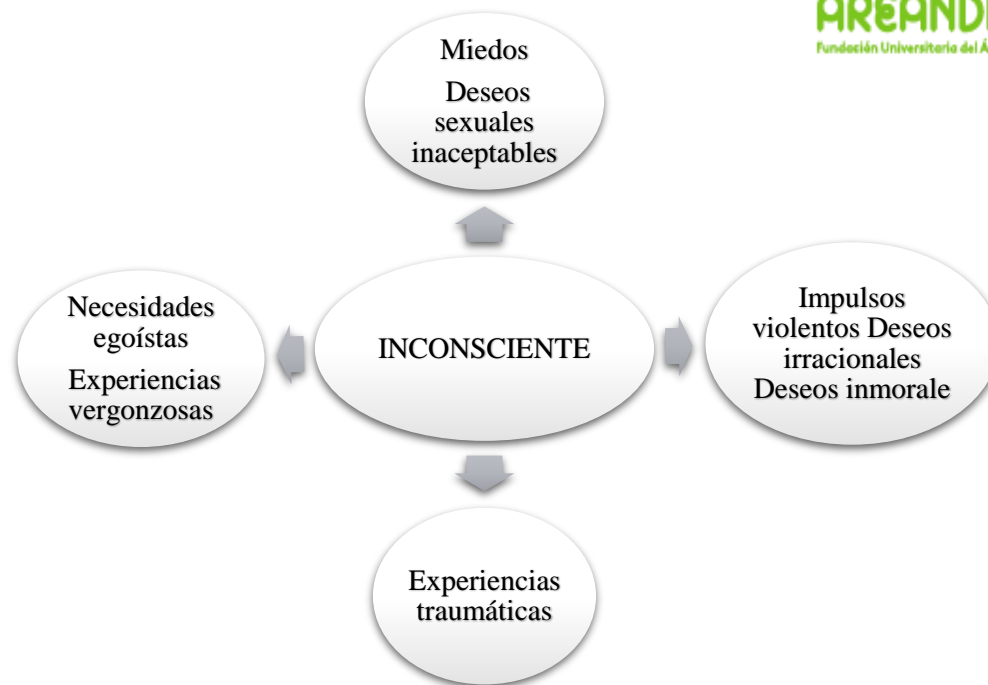 Fundación Universitaria del Á
Miedos
Deseos
sexuales
inaceptables
Necesidades
egoístas
Experiencias
vergonzosas
INCONSCIENTE
Impulsos
violentos Deseos
irracionales
Deseos inmorale
Experiencias
traumáticas